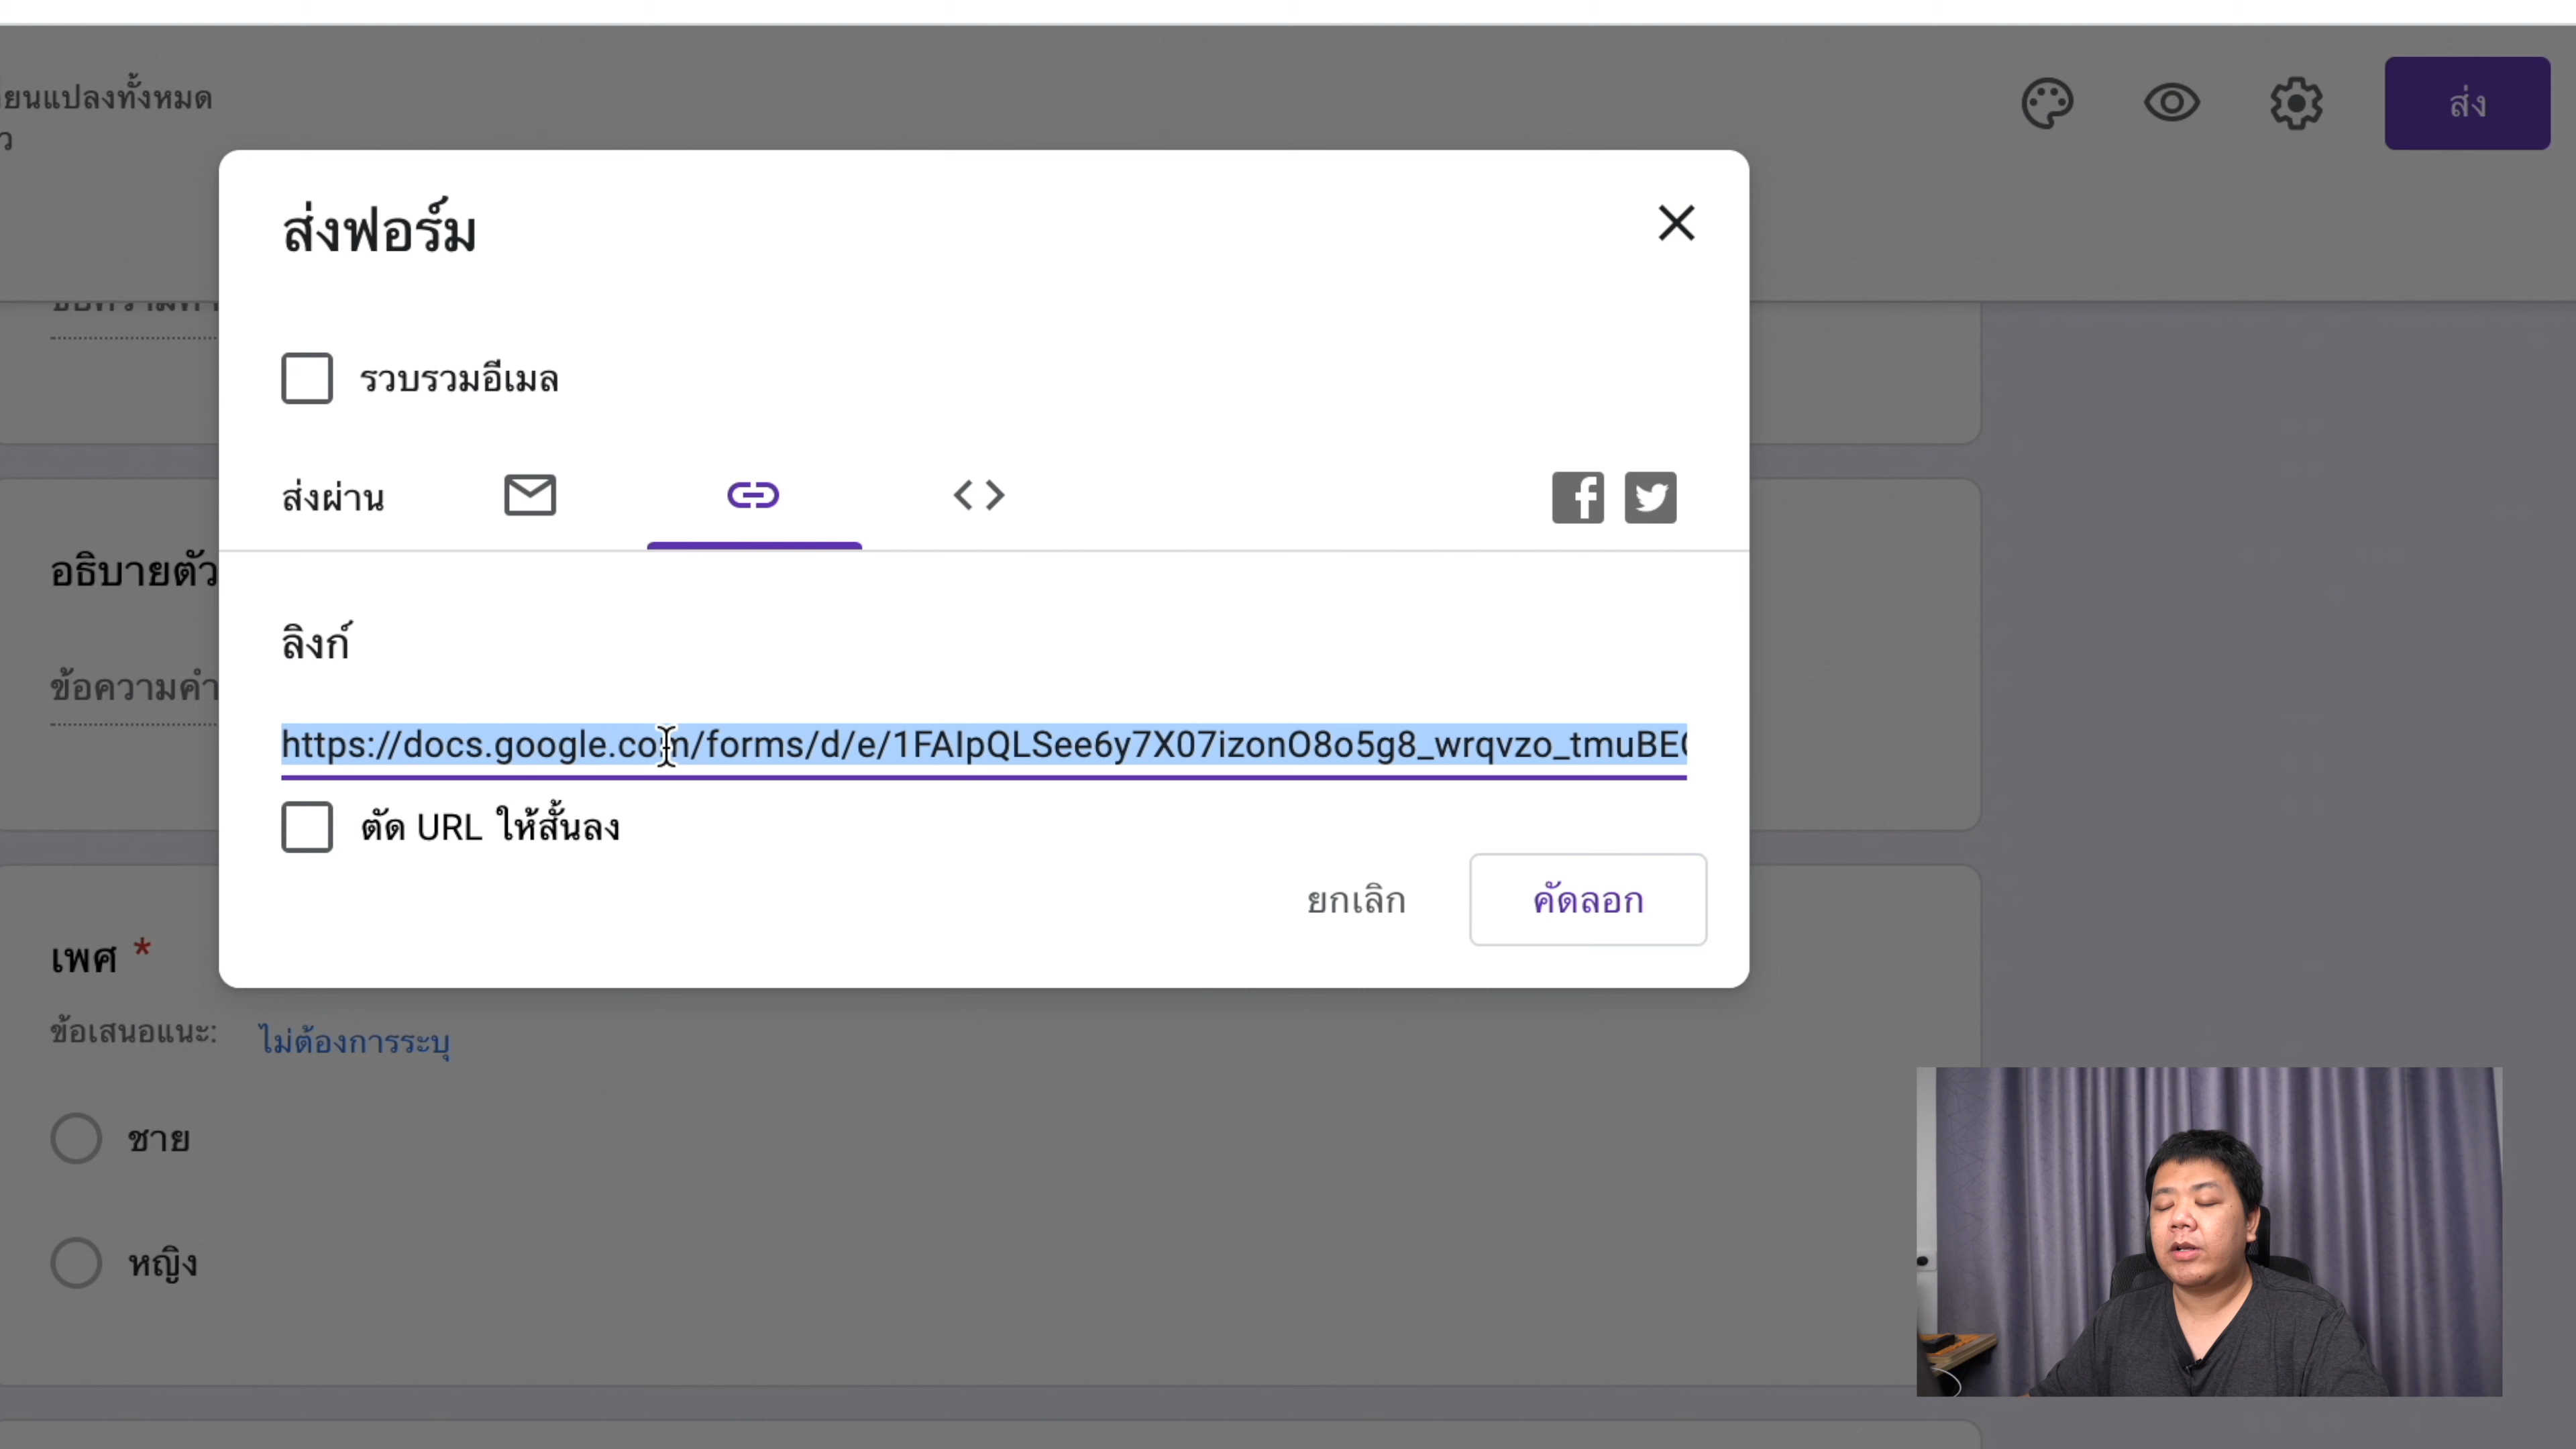 ยนแปลงทั้งหมด
ว
ส่ง
ส่งฟอร์ม
รวบรวมอีเมล
ส่งผ่าน
อธิบายตัว
ลิงก์
ข้อความคำ
https://docs.google.com/forms/d/e/1FAIpQLSee6y7X07izonO8o5g8_wrqvzo_tmuBE
ตัด URL ให้สั้นลง
ยกเลิก
คัดลอก
เพศ *
ข้อเสนอแนะ: ไม่ต้องการระบุ
ชาย
หญิง